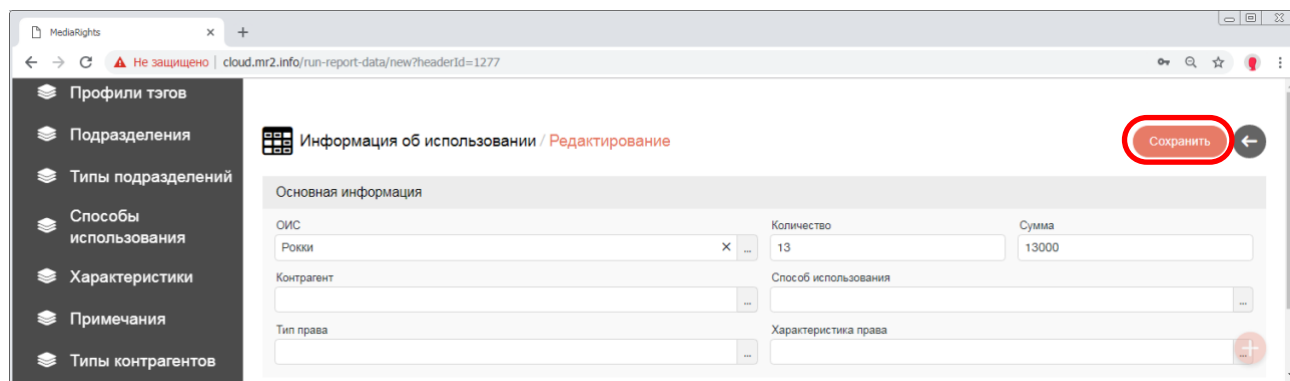 MediaRights
Не защищено | cloud.mr2.info/run-report-data/new?headerId=1277
Профили тэгов
Подразделения
Типы подразделений
Способы
использования
Характеристики
Примечания
Типы контрагентов
Информация об использовании / Редактирование
Сохранить
Основная информация
ОИС Количество Сумма
Рокки ... 13 13000
Контрагент Способ использования
... ...
Тип права Характеристика права
... ...